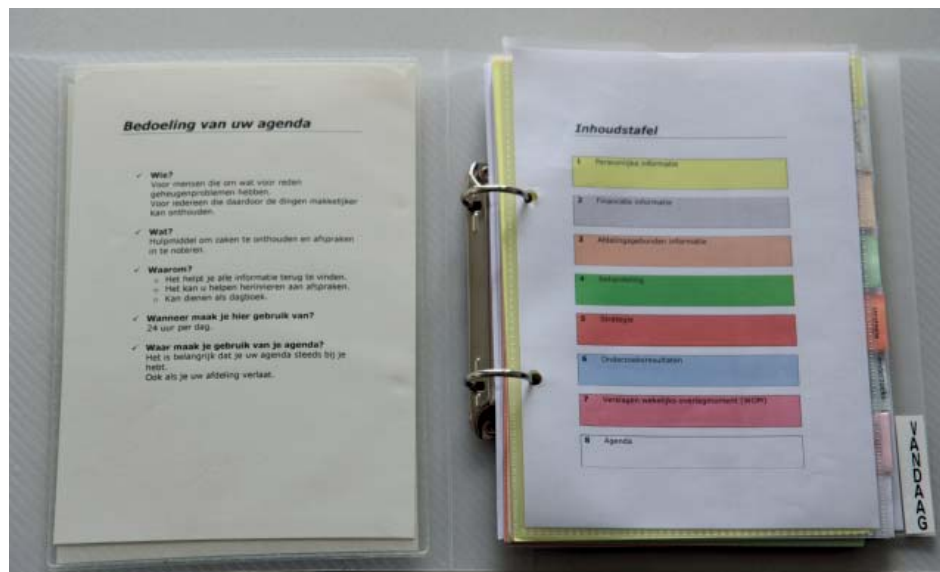 Bedoeling van uw agenda
✓ Wie?
Voor mensen die om wat voor reden
geheugenproblemen hebben.
Voor iedereen die daardoor de dingen makkelijker
kan onthouden.
✓ Wat?
Hulpmiddel om zaken te onthouden en afspraken
in te noteren.
✓ Waarom?
o Het helpt je alle informatie terug te vinden.
o Het kan u helpen herinneren aan afspraken.
o Kan dienen als dagboek.
✓ Wanneer maak je hier gebruik van?
24 uur per dag.
✓ Waar maak je gebruik van je agenda?
Het is belangrijk dat je uw agenda steeds bij je
hebt.
Ook als je uw afdeling verlaat.
Inhoudstafel
1 Persoonlijke informatie
2 Financiële informatie
3 Afdelingsgebonden informatie
4 Behandeling
5 Strategie
6 Onderzoeksresultaten
7 Verslagen wekelijks overlegmoment (WOM)
8 Agenda
VANDAAG